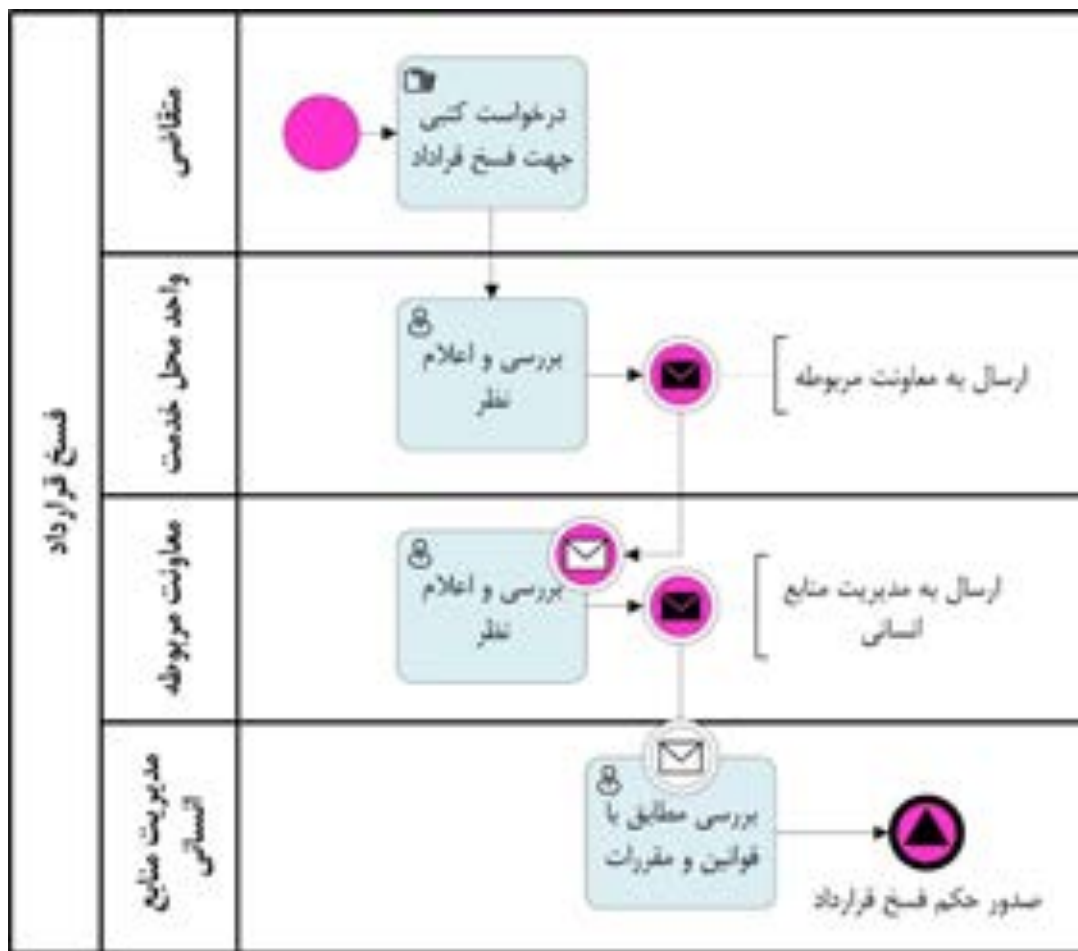 فسخ قرارداد
متقاضی
درخواست کتبی
جهت فسخ قراداد
واحد محل خدمت
بررسی و اعلام
نظر
ارسال به معاونت مربوطه
معاونت مربوطه
بررسی و اعلام
نظر
ارسال به مدیریت منابع
انسانی
مدیریت منابع
انسانی
بررسی مطابق با
قوانین و مقررات
صدور حکم فسخ قرارداد